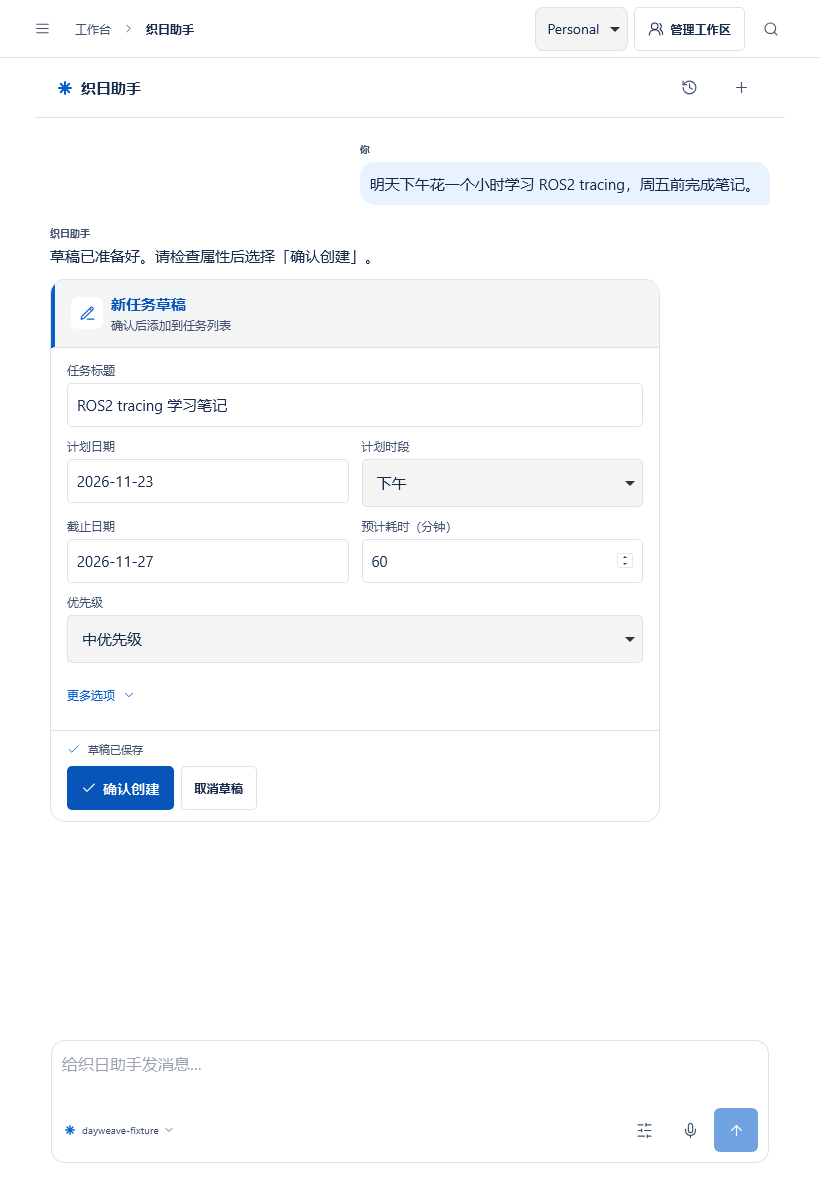 工作台
织日助手
Personal
管理工作区
织日助手
你
明天下午花一个小时学习 ROS2 tracing，周五前完成笔记。
织日助手
草稿已准备好。请检查属性后选择「确认创建」。
新任务草稿
确认后添加到任务列表
任务标题
ROS2 tracing 学习笔记
计划日期
计划时段
2026-11-23
下午
截止日期
预计耗时（分钟）
2026-11-27
60
优先级
中优先级
更多选项
草稿已保存
确认创建
取消草稿
给织日助手发消息...
dayweave-fixture